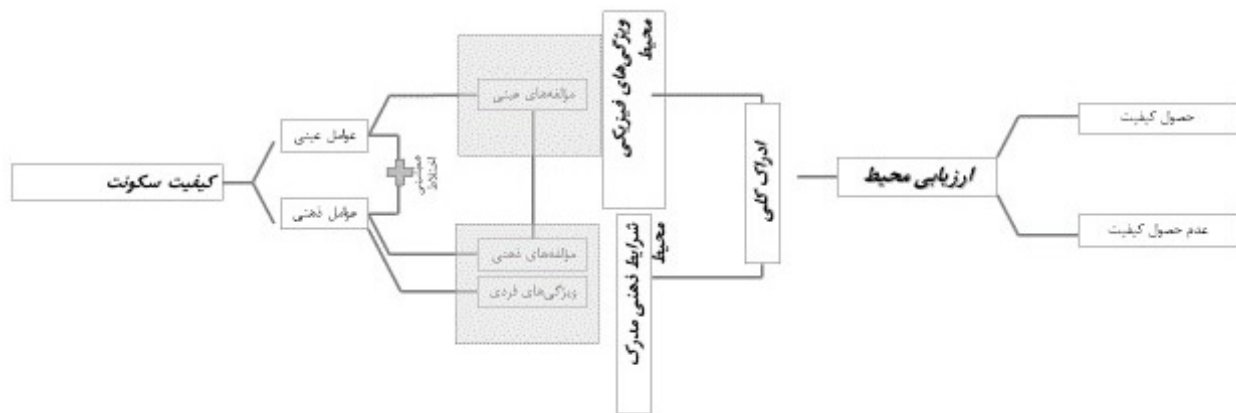 کیفیت سکونت
عوامل عینی
عوامل ذهنی
اختلاط
مؤلفه‌های عینی
مؤلفه‌های ذهنی
ویژگی‌های فردی
ویژگی‌های فیزیکی
محیط
شرایط ذهنی مدرک
محیط
ادراک کلی
ارزیابی محیط
حصول کیفیت
عدم حصول کیفیت